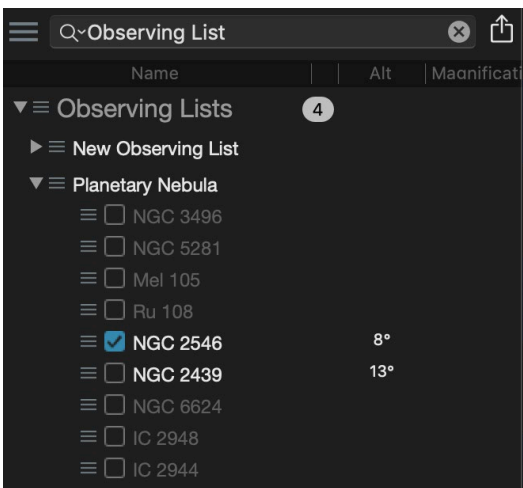 Observing List
Name Alt Magnificati
Observing Lists 4
New Observing List
Planetary Nebula
NGC 3496
NGC 5281
Mel 105
Ru 108
NGC 2546 8°
NGC 2439 13°
NGC 6624
IC 2948
IC 2944